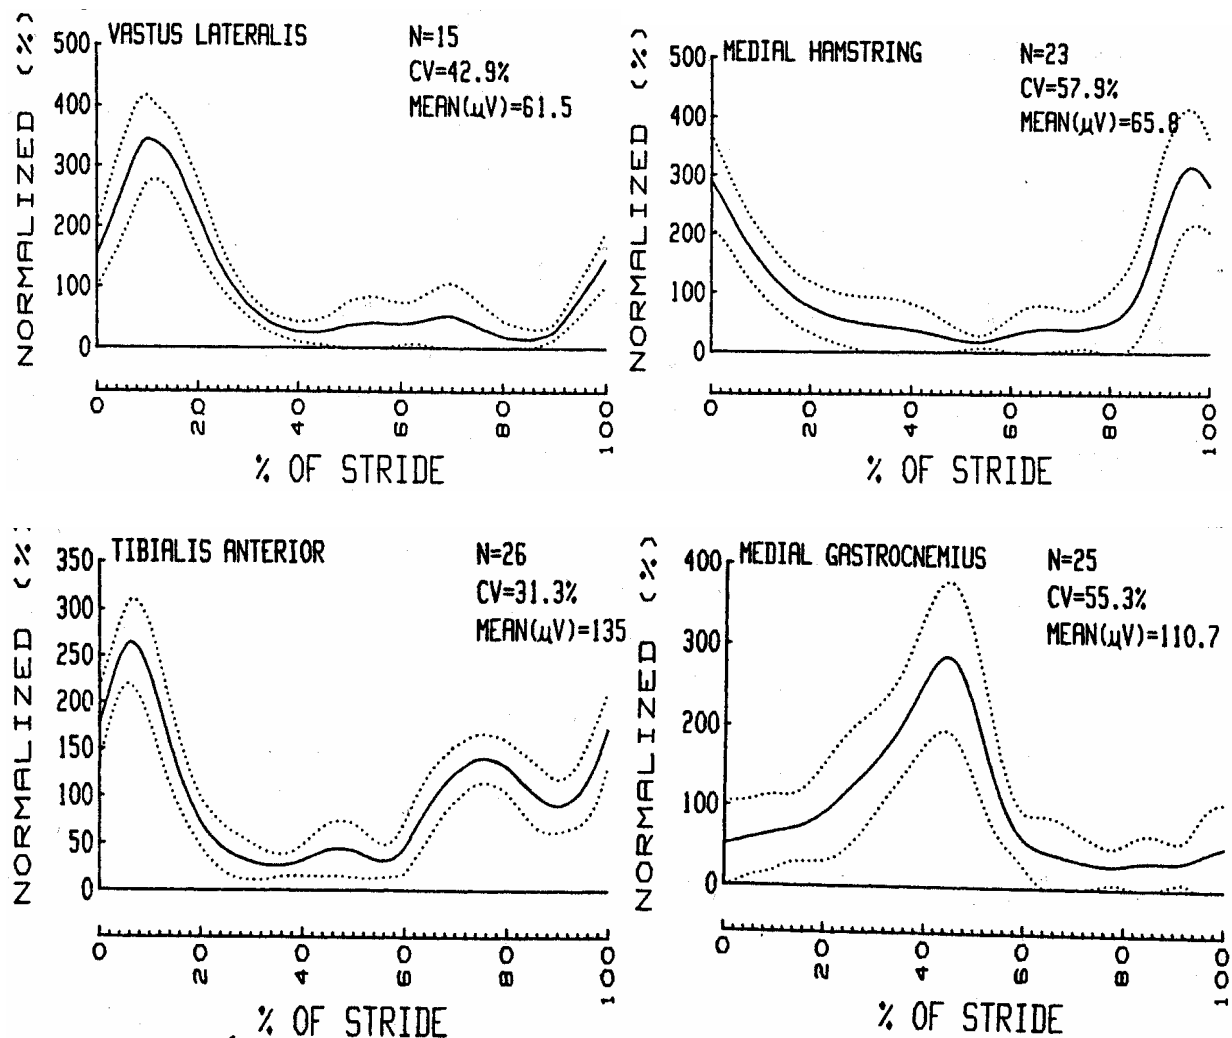 VASTUS LATERALIS
N=15
CV=42.9%
MEAN(µV)=61.5
NORMALIZED (%)
500
400
300
200
100
0
0
20
40
60
80
100
% OF STRIDE
MEDIAL HAMSTRING
N=23
CV=57.9%
MEAN(µV)=65.8
NORMALIZED (%)
500
400
300
200
100
0
0
20
40
60
80
100
% OF STRIDE
TIBIALIS ANTERIOR
N=26
CV=31.3%
MEAN(µV)=135
NORMALIZED (%)
350
300
250
200
150
100
50
0
0
20
40
60
80
100
% OF STRIDE
MEDIAL GASTROCNEMIUS
N=25
CV=55.3%
MEAN(µV)=110.7
NORMALIZED (%)
400
300
200
100
0
0
20
40
60
80
100
% OF STRIDE